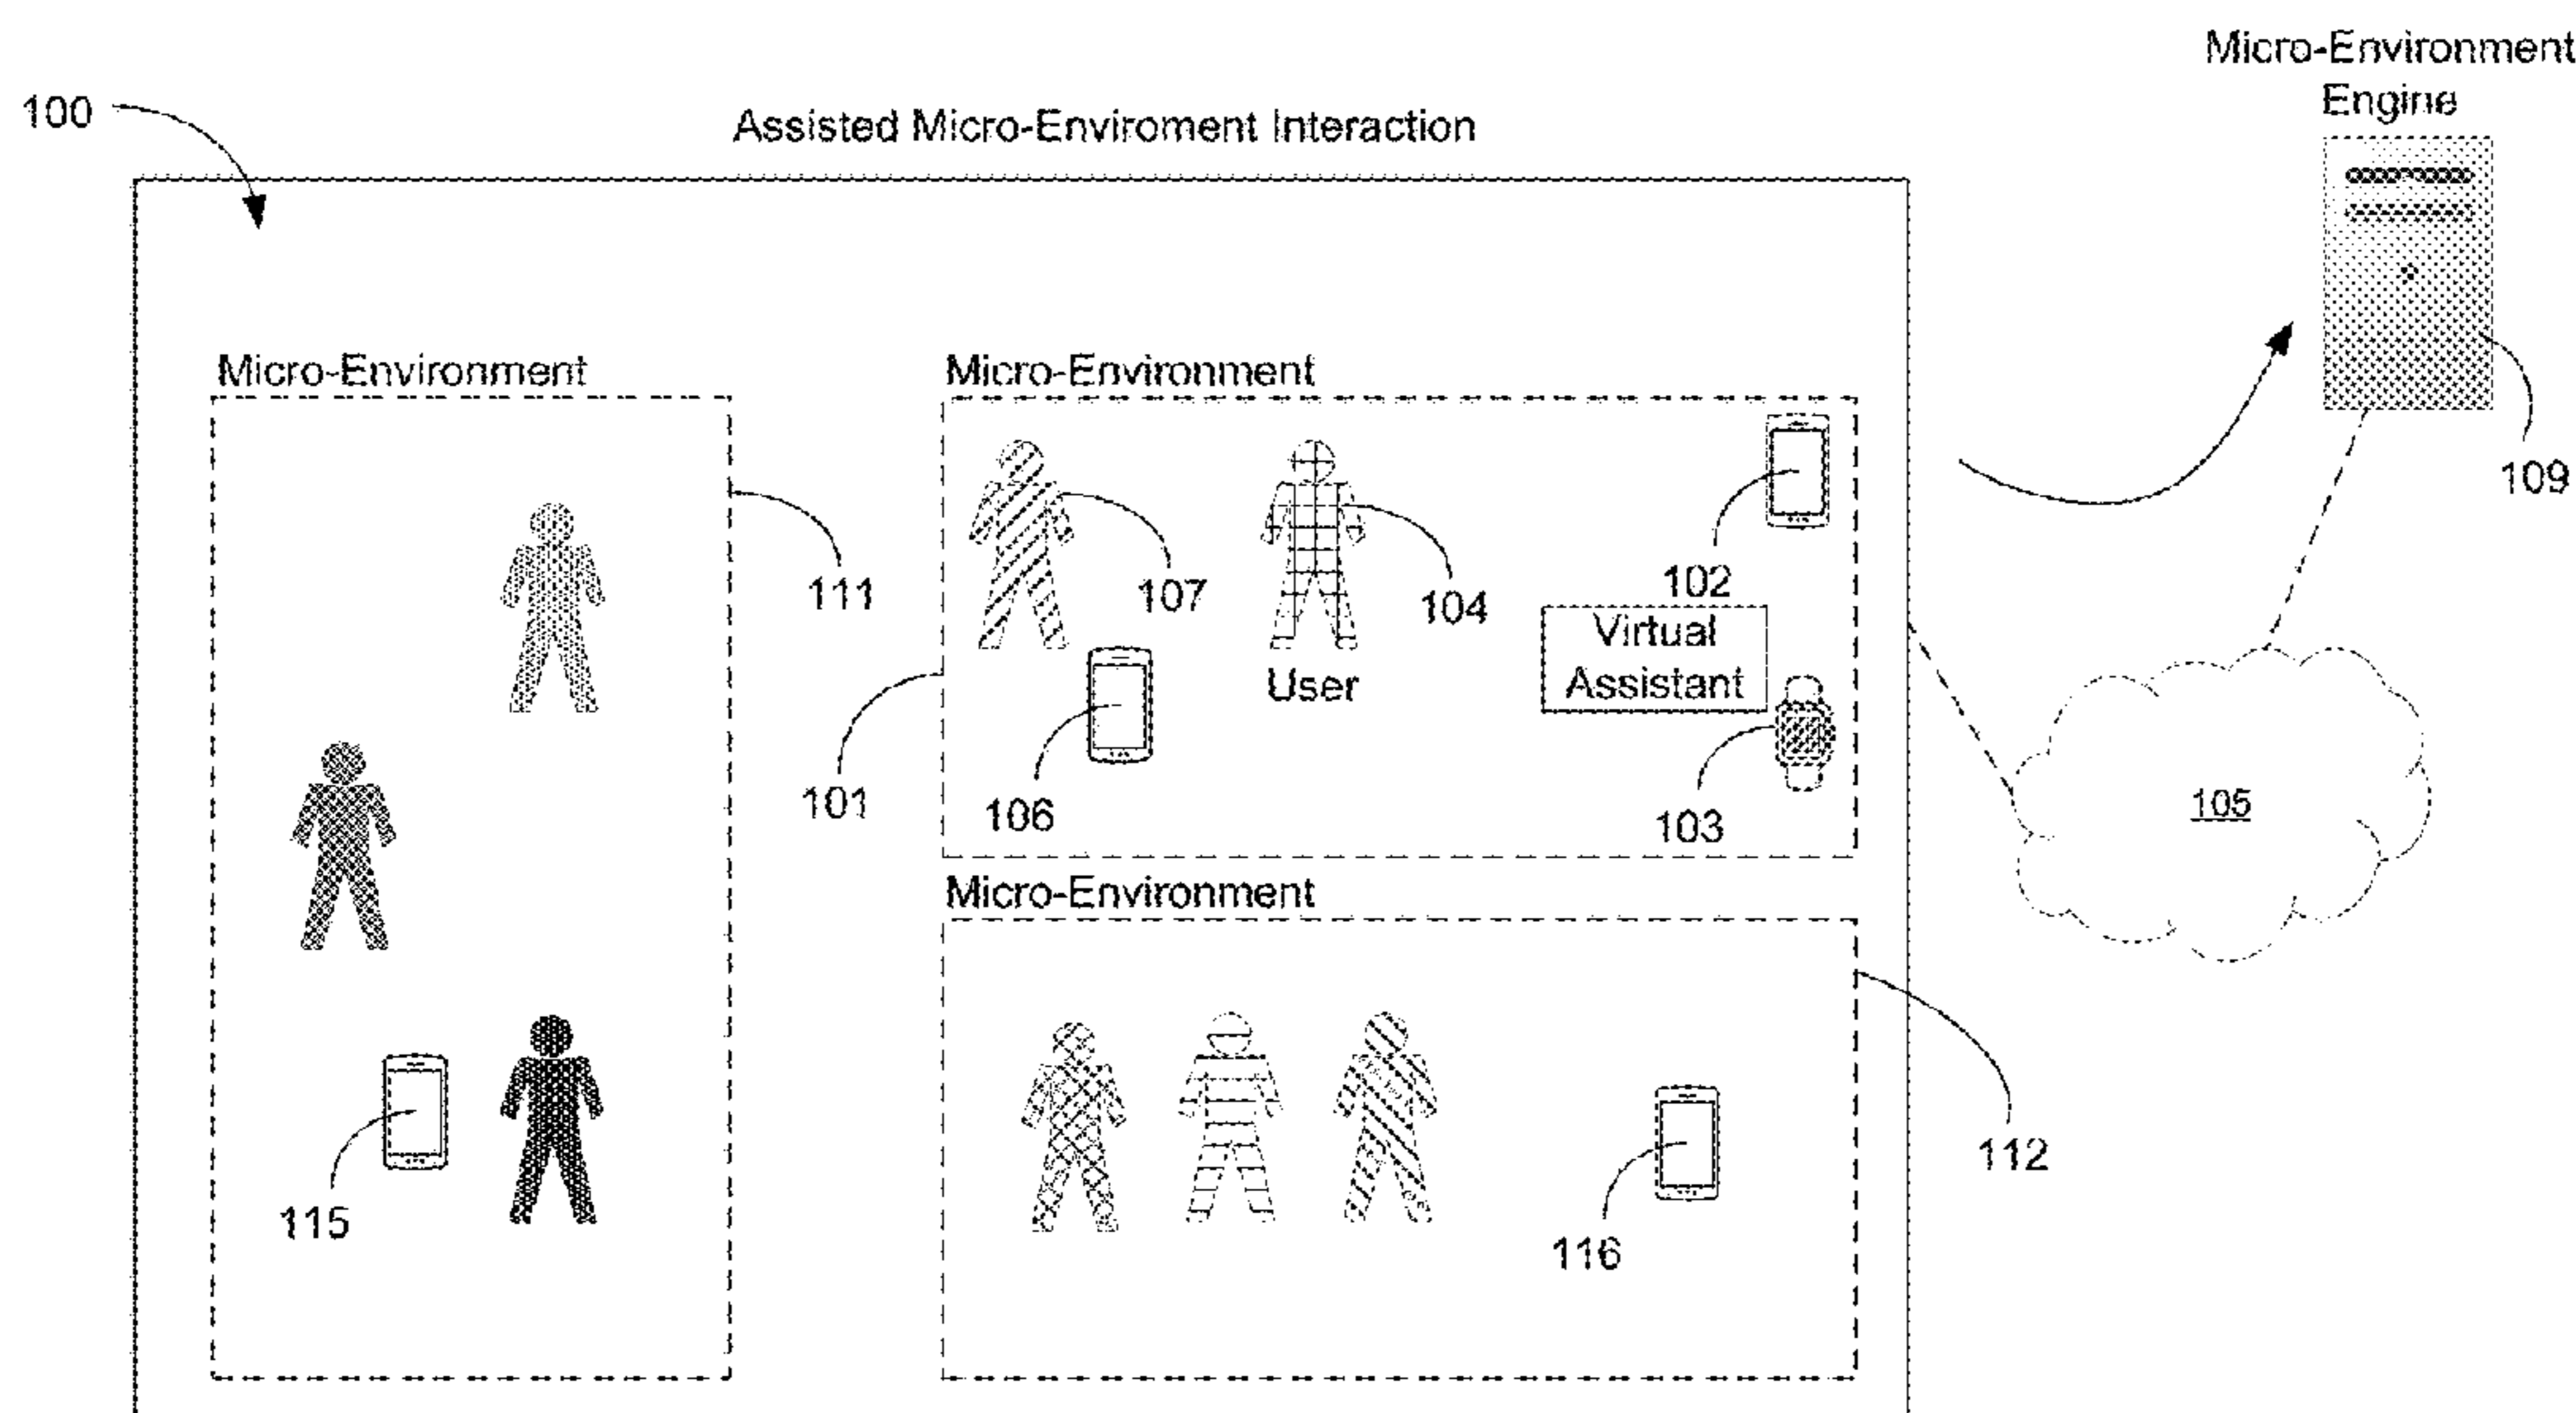 Micro-Environment
Engine
100
Assisted Micro-Enviroment Interaction
Micro-Environment
Micro-Environment
109
111
107
104
102
Virtual
Assistant
User
101
106
103
105
Micro-Environment
112
115
116